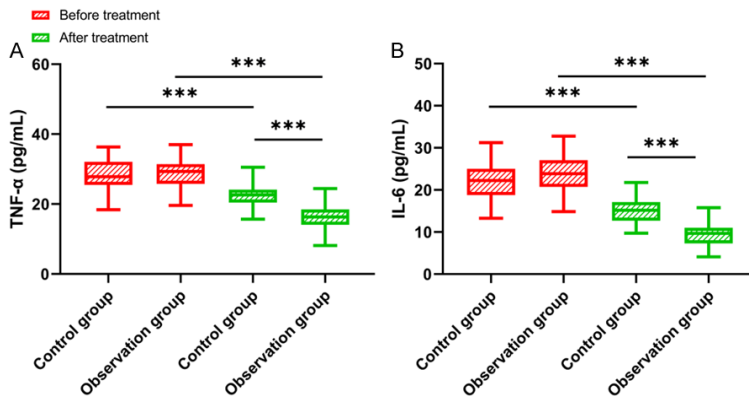 Before treatment
After treatment
A
TNF-α (pg/mL)
60
40
20
0
***
***
***
Control group
Observation group
Control group
Observation group
B
IL-6 (pg/mL)
50
40
30
20
10
0
***
***
***
Control group
Observation group
Control group
Observation group